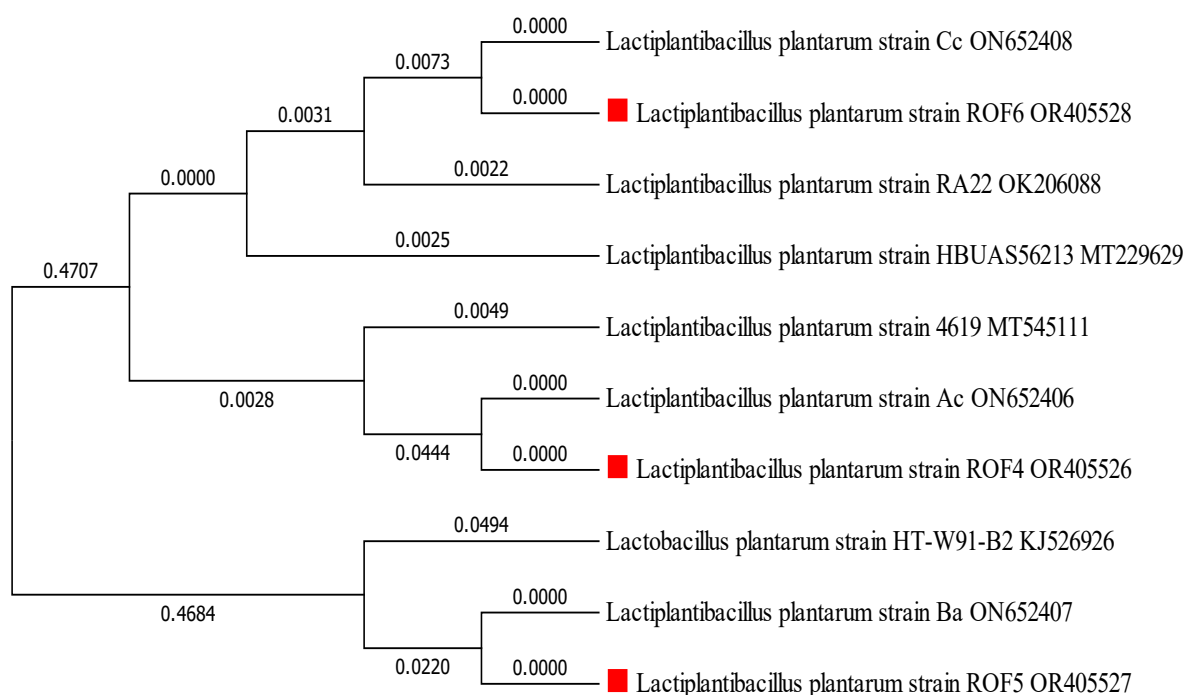 0.0000
Lactiplantibacillus plantarum strain Cc ON652408
0.0073
0.0000
Lactiplantibacillus plantarum strain ROF6 OR405528
0.0031
0.0022
Lactiplantibacillus plantarum strain RA22 OK206088
0.0000
0.0025
Lactiplantibacillus plantarum strain HBUAS56213 MT229629
0.4707
0.0049
Lactiplantibacillus plantarum strain 4619 MT545111
0.0028
0.0000
Lactiplantibacillus plantarum strain Ac ON652406
0.0444
0.0000
Lactiplantibacillus plantarum strain ROF4 OR405526
0.0494
Lactobacillus plantarum strain HT-W91-B2 KJ526926
0.4684
0.0000
Lactiplantibacillus plantarum strain Ba ON652407
0.0220
0.0000
Lactiplantibacillus plantarum strain ROF5 OR405527